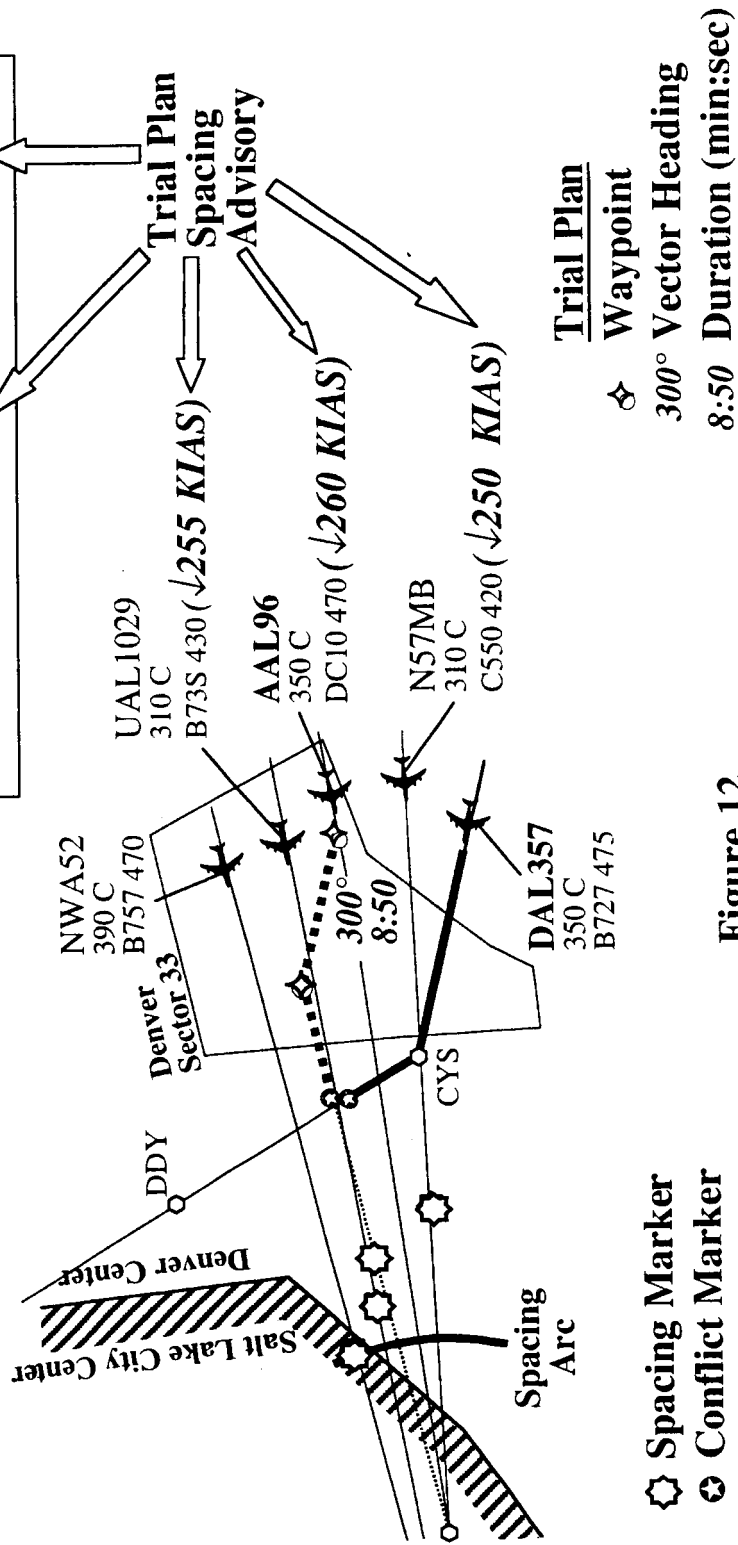 Trial Plan
Spacing
Advisory
UAL1029
310 C
B73S 430 (↓255 KIAS)
AAL96
350 C
DC10 470 (↓260 KIAS)
N57MB
310 C
C550 420 (↓250 KIAS)
NWA52
390 C
B757 470
Denver
Sector 33
300°
8:50
DAL357
350 C
B727 475
DDY
CYS
Denver Center
Salt Lake City Center
Spacing
Arc
Trial Plan
Waypoint
300° Vector Heading
8:50 Duration (min:sec)
Spacing Marker
Conflict Marker
Figure 12